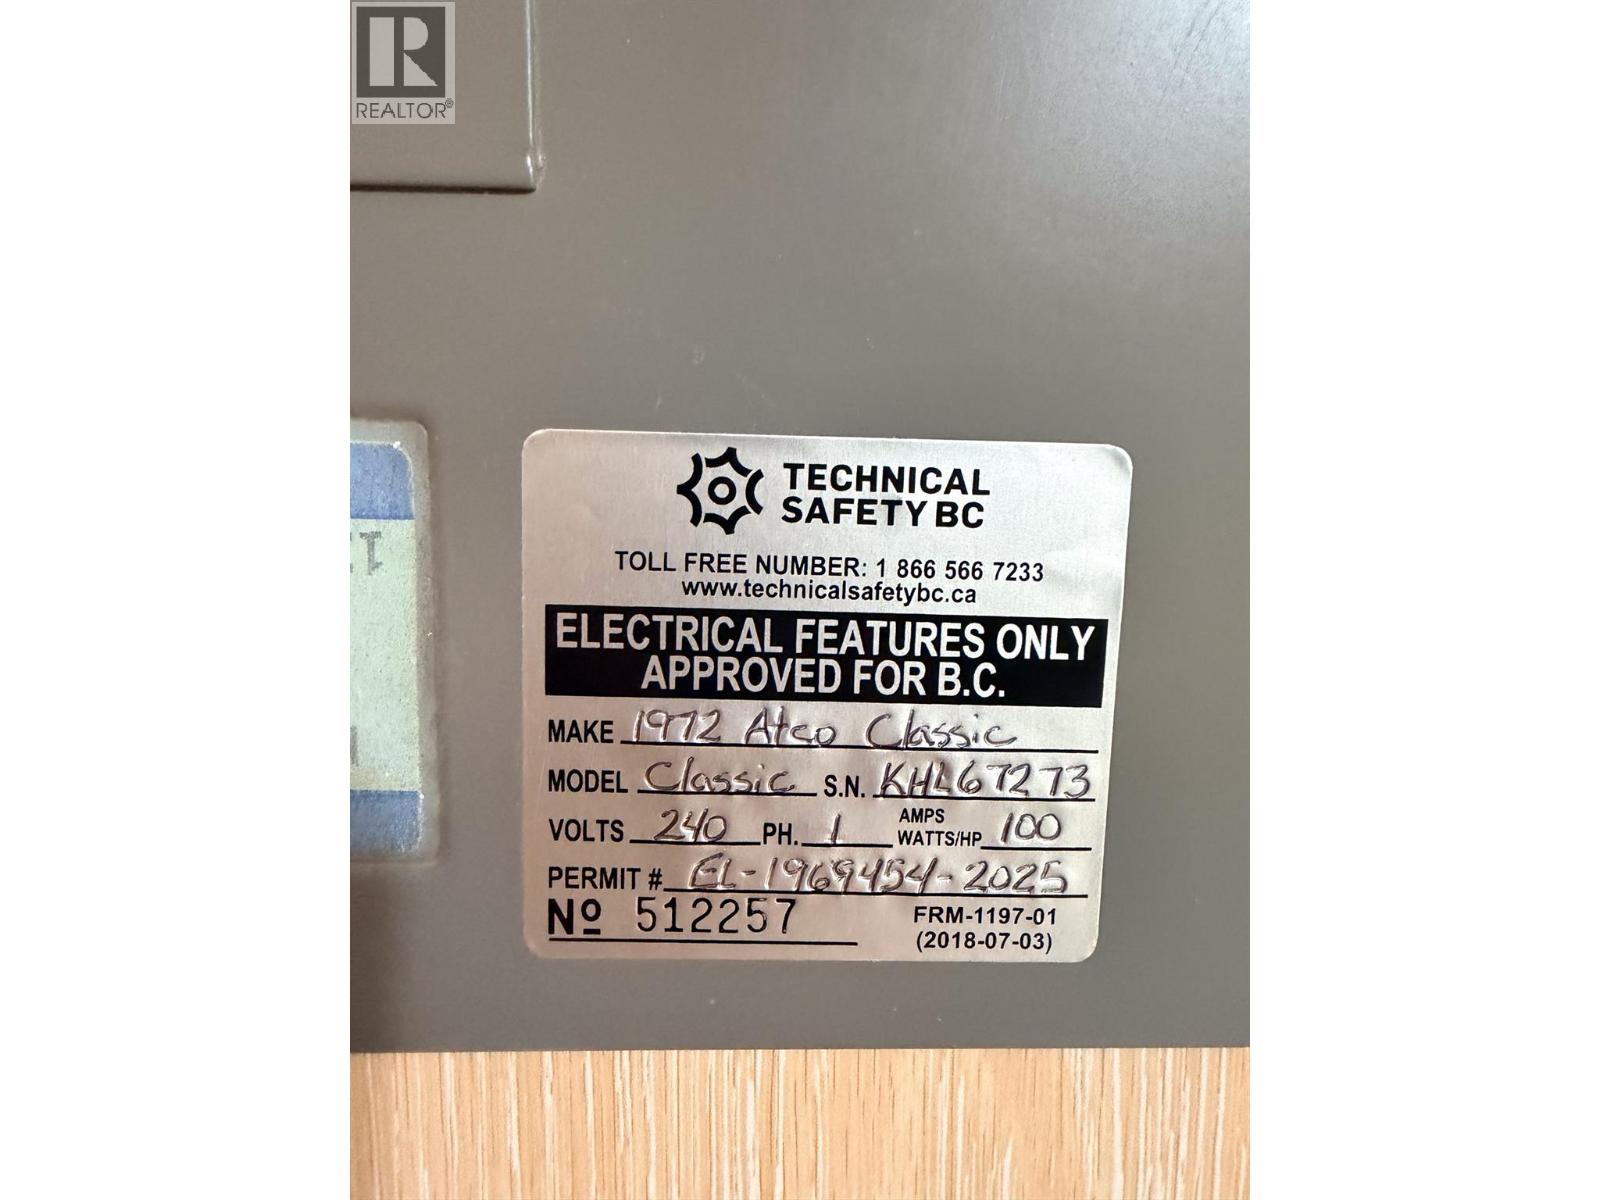 REALTOR®
TECHNICAL
SAFETY BC
TOLL FREE NUMBER: 1 866 566 7233
www.technicalsafetybc.ca
ELECTRICAL FEATURES ONLY
APPROVED FOR B.C.
MAKE 1972 Atco Classic
MODEL Classic S.N. KHL67273
VOLTS 240 PH. 1 AMPS WATTS/HP 100
PERMIT # EL-1969454-2025
Nº 512257 FRM-1197-01
(2018-07-03)